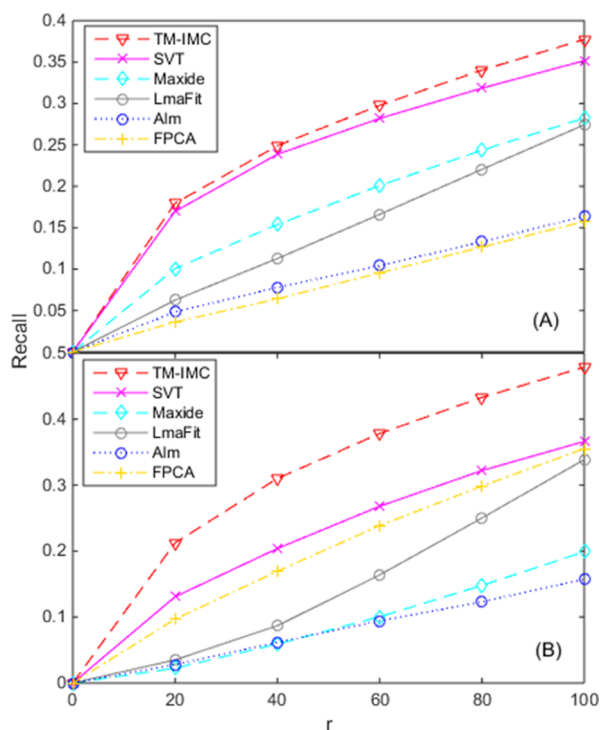 0.4
0.35
0.3
0.25
0.2
0.15
0.1
0.05
TM-IMC
SVT
Maxide
LmaFit
Alm
FPCA
(A)
Recall
0.5
0.4
0.3
0.2
0.1
0
TM-IMC
SVT
Maxide
LmaFit
Alm
FPCA
(B)
0 20 40 60 80 100
r